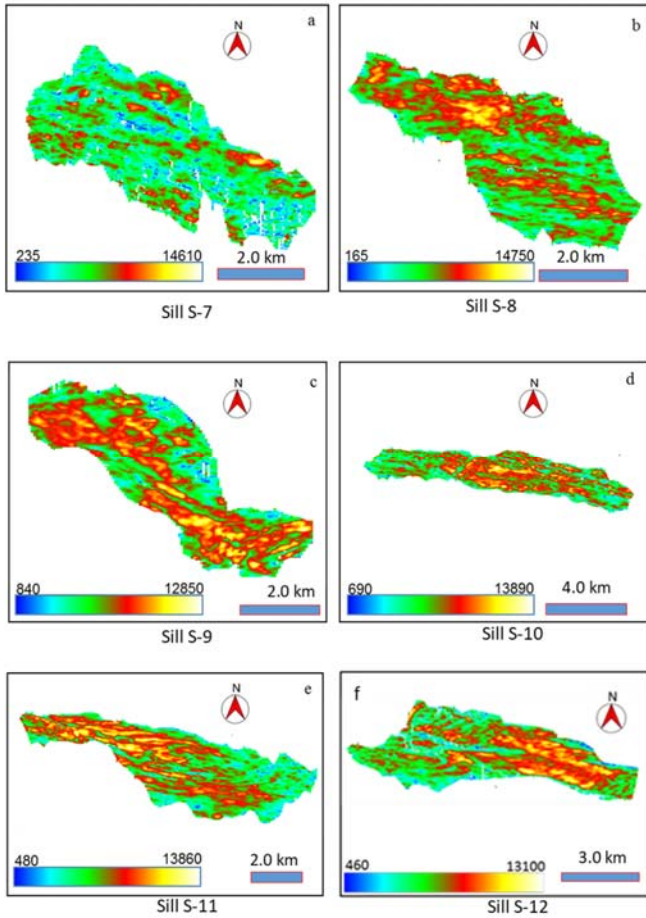 N
a
235
14610
2.0 km
Sill S-7
N
b
165
14750
2.0 km
Sill S-8
N
c
840
12850
2.0 km
Sill S-9
N
d
690
13890
4.0 km
Sill S-10
N
e
480
13860
2.0 km
Sill S-11
f
N
460
13100
3.0 km
Sill S-12